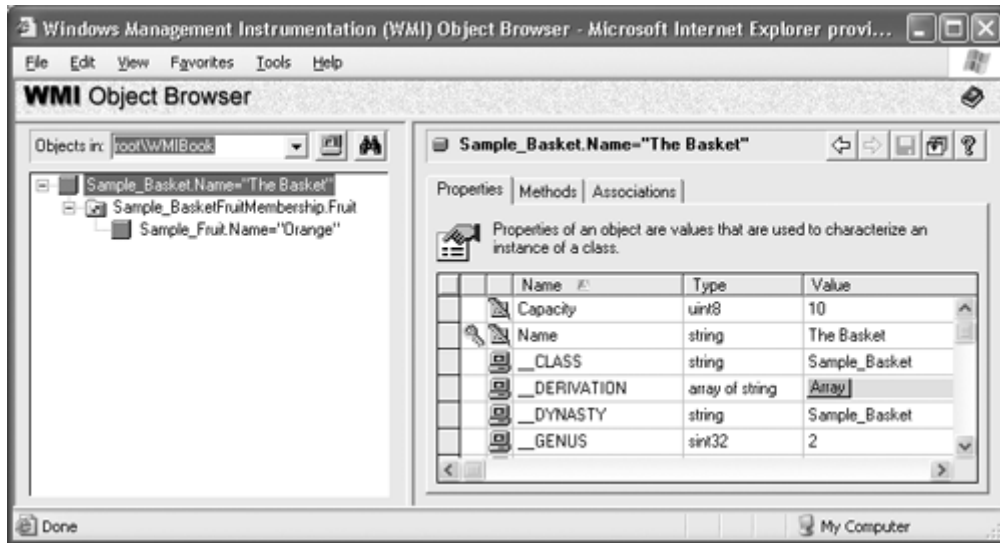 Windows Management Instrumentation (WMI) Object Browser - Microsoft Internet Explorer provi...
File Edit View Favorites Tools Help
WMI Object Browser
Objects in: root\WMIBook
Sample_Basket.Name="The Basket"
Sample_BasketFruitMembership.Fruit
Sample_Fruit.Name="Orange"
Sample_Basket.Name="The Basket"
Properties Methods Associations
Properties of an object are values that are used to characterize an
instance of a class.
Name Type Value
Capacity uint8 10
Name string The Basket
__CLASS string Sample_Basket
__DERIVATION array of string Array
__DYNASTY string Sample_Basket
__GENUS sint32 2
Done My Computer